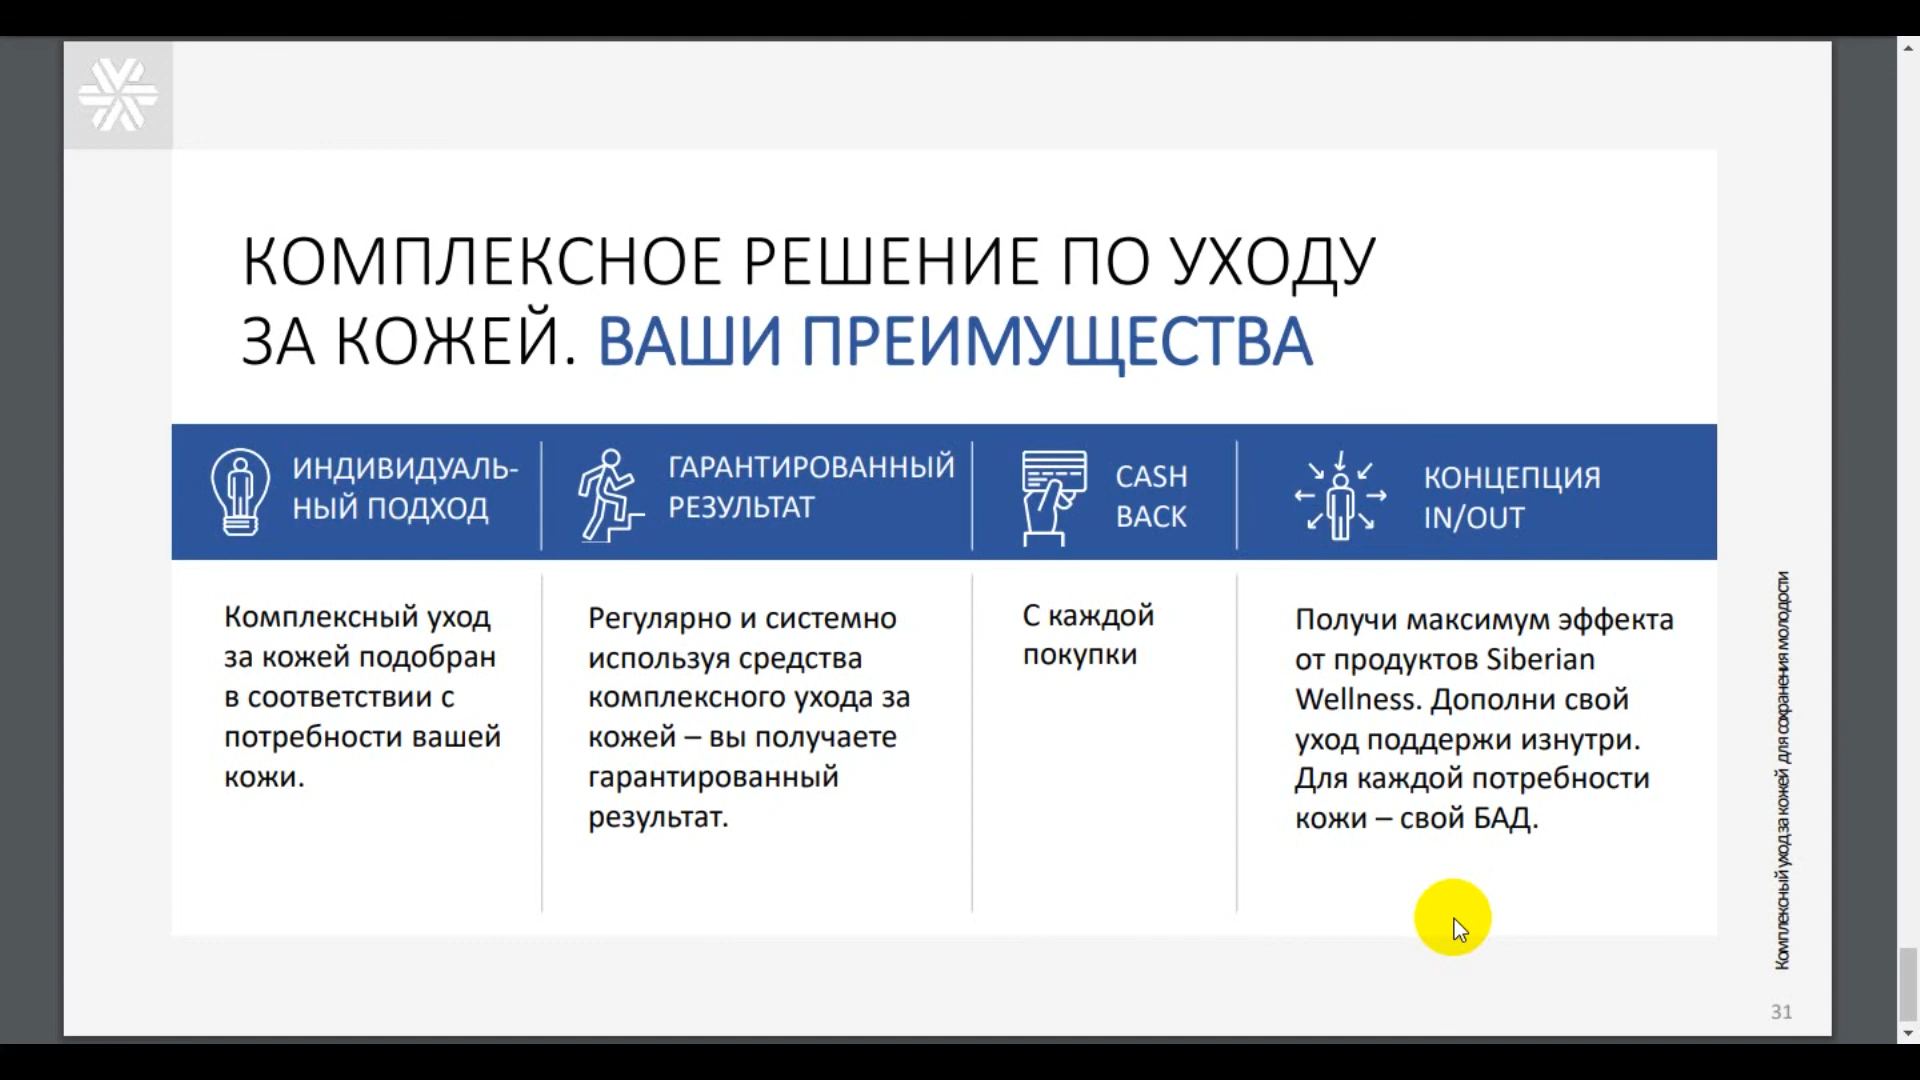 КОМПЛЕКСНОЕ РЕШЕНИЕ ПО УХОДУ
ЗА КОЖЕЙ. ВАШИ ПРЕИМУЩЕСТВА
ИНДИВИДУАЛЬ-
НЫЙ ПОДХОД
Комплексный уход
за кожей подобран
в соответствии с
потребности вашей
кожи.
ГАРАНТИРОВАННЫЙ
РЕЗУЛЬТАТ
Регулярно и системно
используя средства
комплексного ухода за
кожей – вы получаете
гарантированный
результат.
CASH
BACK
С каждой
покупки
КОНЦЕПЦИЯ
IN/OUT
Получи максимум эффекта
от продуктов Siberian
Wellness. Дополни свой
уход поддержи изнутри.
Для каждой потребности
кожи – свой БАД.
Комплексный уход за кожей для сохранения молодости
31